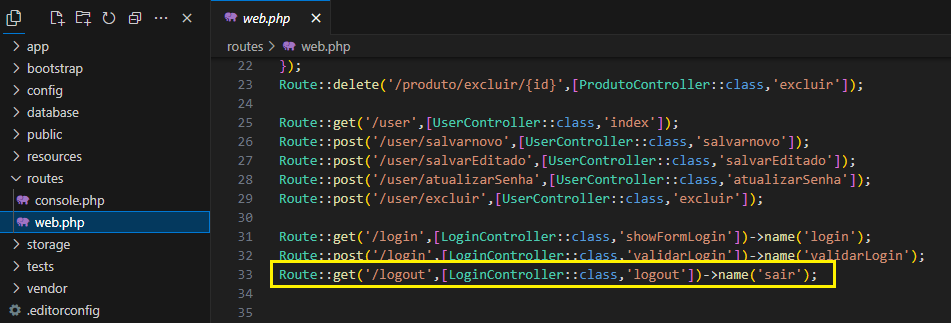 web.php
app
bootstrap
config
database
public
resources
routes
console.php
web.php
storage
tests
vendor
.editorconfig
routes > web.php
22 });
23 Route::delete('/produto/excluir/{id}',[ProdutoController::class,'excluir']);
24
25 Route::get('/user',[UserController::class,'index']);
26 Route::post('/user/salvarnovo',[UserController::class,'salvarnovo']);
27 Route::post('/user/salvarEditado',[UserController::class,'salvarEditado']);
28 Route::post('/user/atualizarSenha',[UserController::class,'atualizarSenha']);
29 Route::post('/user/excluir',[UserController::class,'excluir']);
30
31 Route::get('/login',[LoginController::class,'showFormLogin'])->name('login');
32 Route::post('/login',[LoginController::class,'validarLogin'])->name('validarLogin');
33 Route::get('/logout',[LoginController::class,'logout'])->name('sair');
34
35